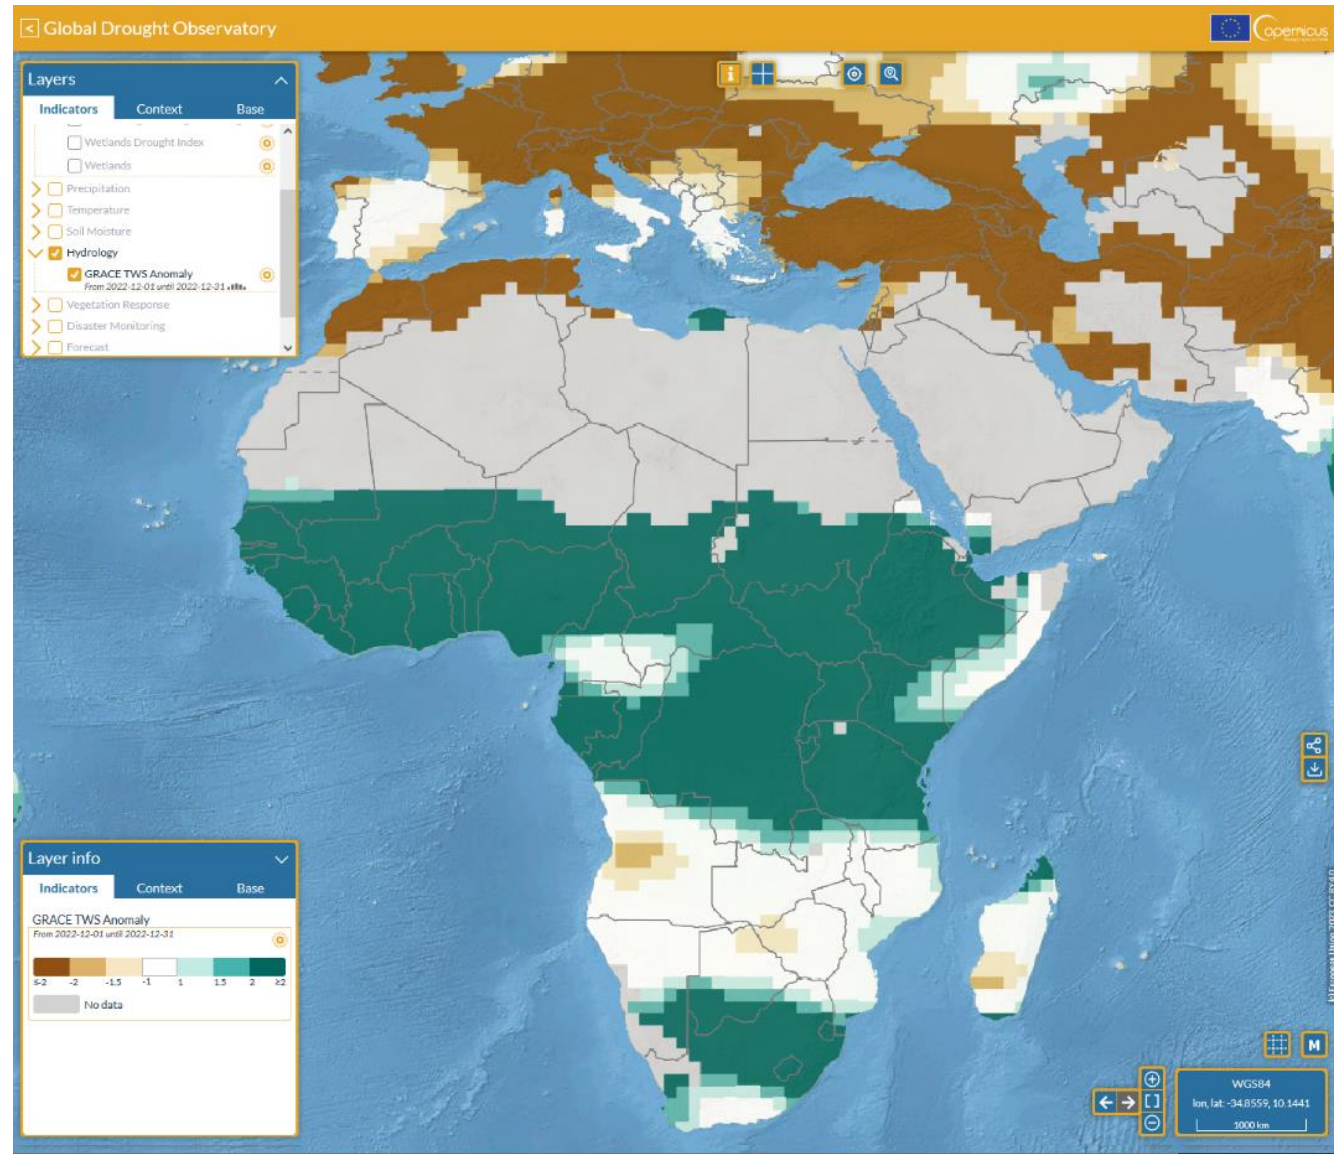 < Global Drought Observatory
opernicus
Layers
Indicators Context Base
Wetlands Drought Index
Wetlands
Precipitation
Temperature
Soil Moisture
Hydrology
GRACE TWS Anomaly
From 2022-12-01 until 2022-12-31
Vegetation Response
Disaster Monitoring
Forecast
Layer info
Indicators Context Base
GRACE TWS Anomaly
From 2022-12-01 until 2022-12-31
≤-2 -2 -1.5 -1 1 1.5 2 ≥2
No data
M
WGS84
lon, lat: -34.8559, 10.1441
1000 km